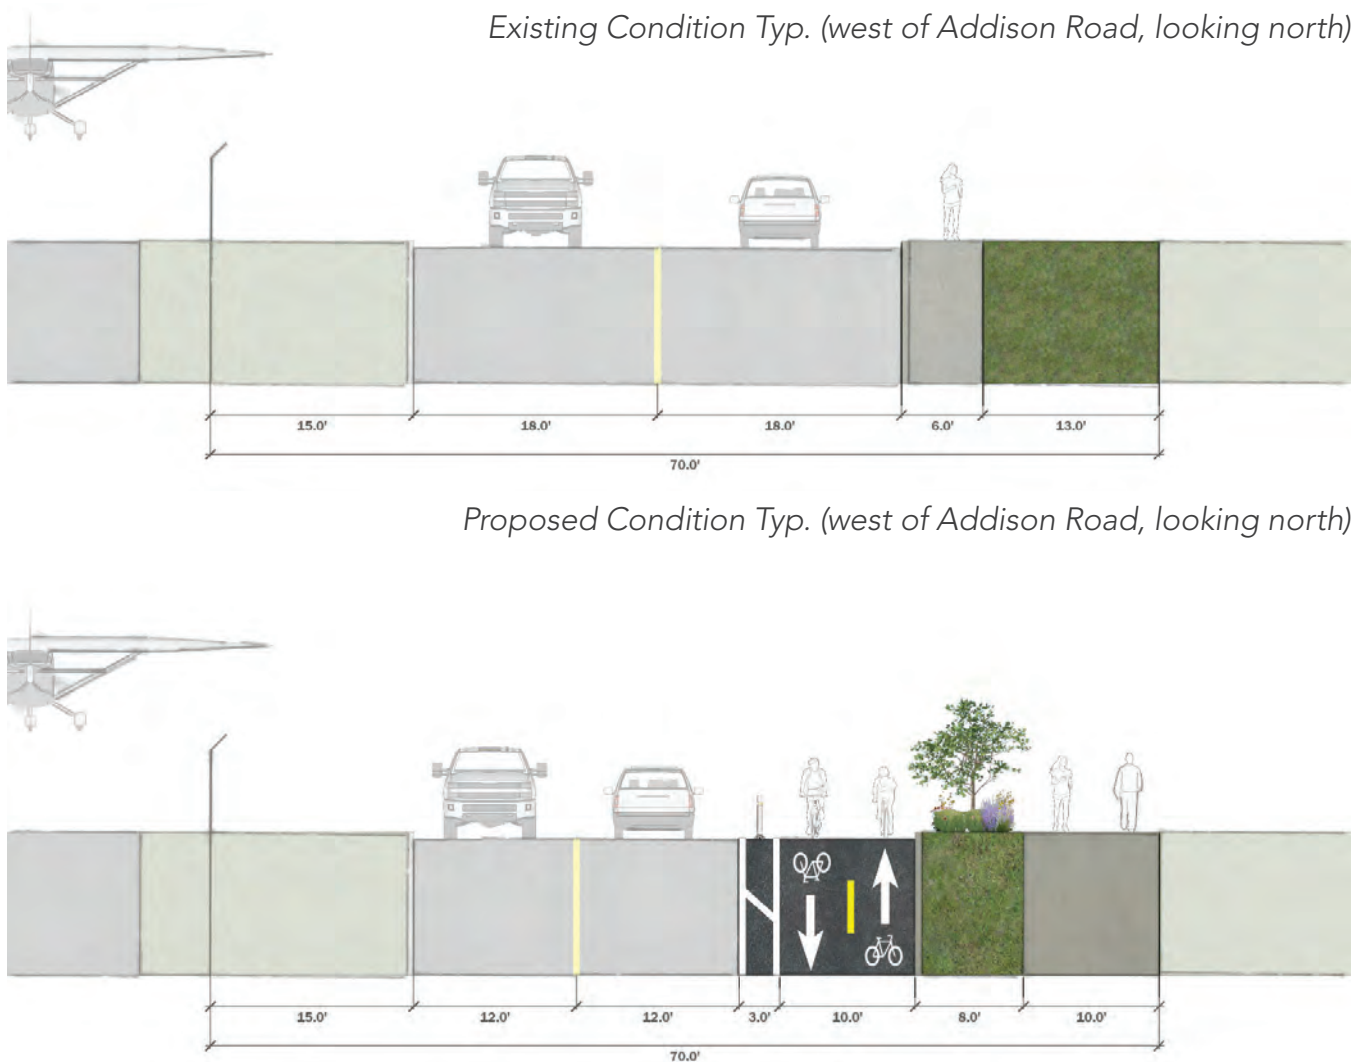 Existing Condition Typ. (west of Addison Road, looking north)
15.0' 18.0' 18.0' 6.0' 13.0'
70.0'
Proposed Condition Typ. (west of Addison Road, looking north)
15.0' 12.0' 12.0' 3.0' 10.0' 8.0' 10.0'
70.0'